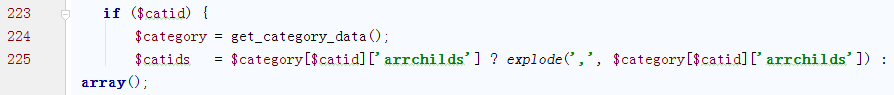 223 if ($catid) {
224 $category = get_category_data();
225 $catids = $category[$catid]['arrchilds'] ? explode(',', $category[$catid]['arrchilds']) :
array();